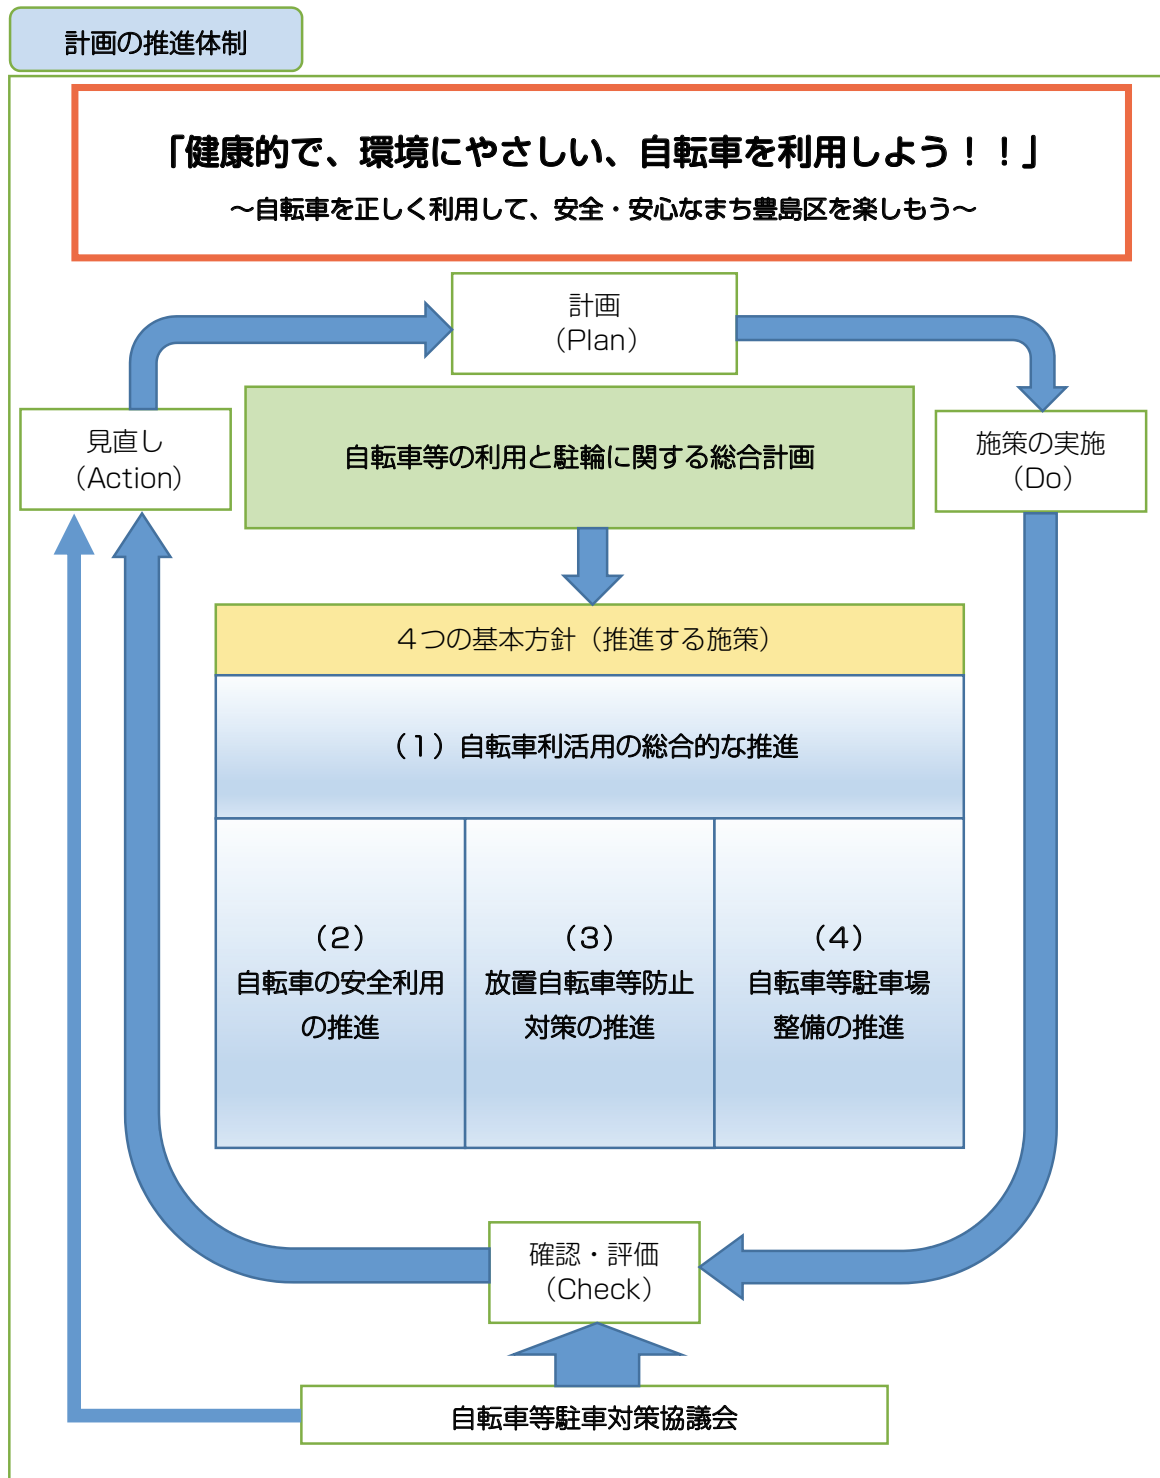 計画の推進体制
「健康的で、環境にやさしい、自転車を利用しよう！！」
～自転車を正しく利用して、安全・安心なまち豊島区を楽しもう～
計画
（Plan）
見直し
（Action）
自転車等の利用と駐輪に関する総合計画
施策の実施
（Do）
４つの基本方針（推進する施策）
（１）自転車利活用の総合的な推進
（２）
自転車の安全利用
の推進
（３）
放置自転車等防止
対策の推進
（４）
自転車等駐車場
整備の推進
確認・評価
（Check）
自転車等駐車対策協議会